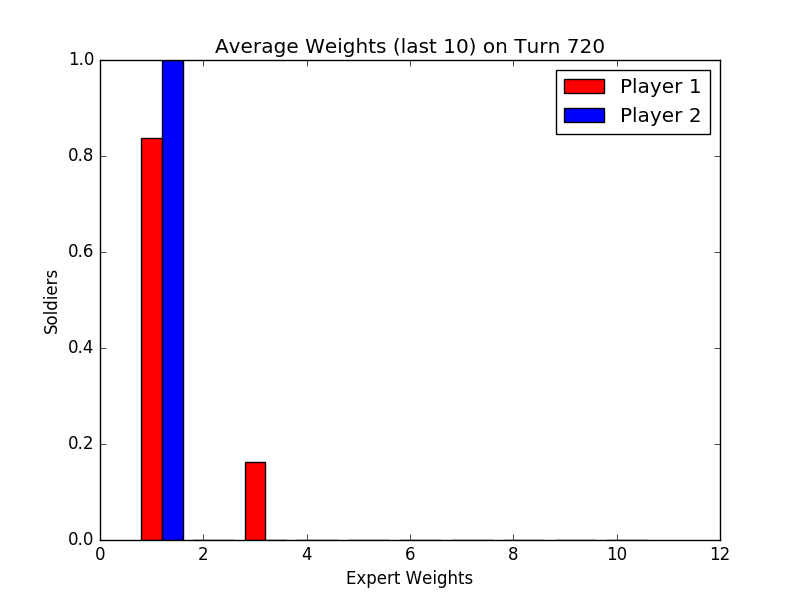 Average Weights (last 10) on Turn 720
1.0
0.8
0.6
0.4
0.2
0.0
Soldiers
Player 1
Player 2
0 2 4 6 8 10 12
Expert Weights